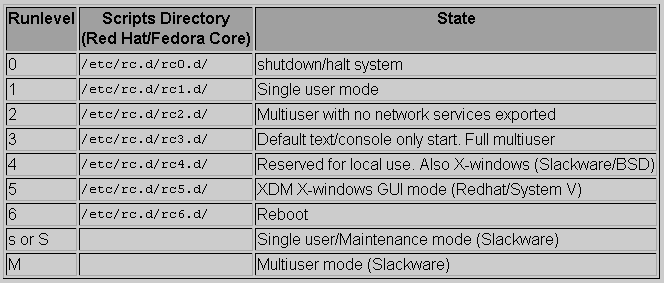 Runlevel Scripts Directory State
(Red Hat/Fedora Core)
0 /etc/rc.d/rc0.d/ shutdown/halt system
1 /etc/rc.d/rc1.d/ Single user mode
2 /etc/rc.d/rc2.d/ Multiuser with no network services exported
3 /etc/rc.d/rc3.d/ Default text/console only start. Full multiuser
4 /etc/rc.d/rc4.d/ Reserved for local use. Also X-windows (Slackware/BSD)
5 /etc/rc.d/rc5.d/ XDM X-windows GUI mode (Redhat/System V)
6 /etc/rc.d/rc6.d/ Reboot
s or S Single user/Maintenance mode (Slackware)
M Multiuser mode (Slackware)